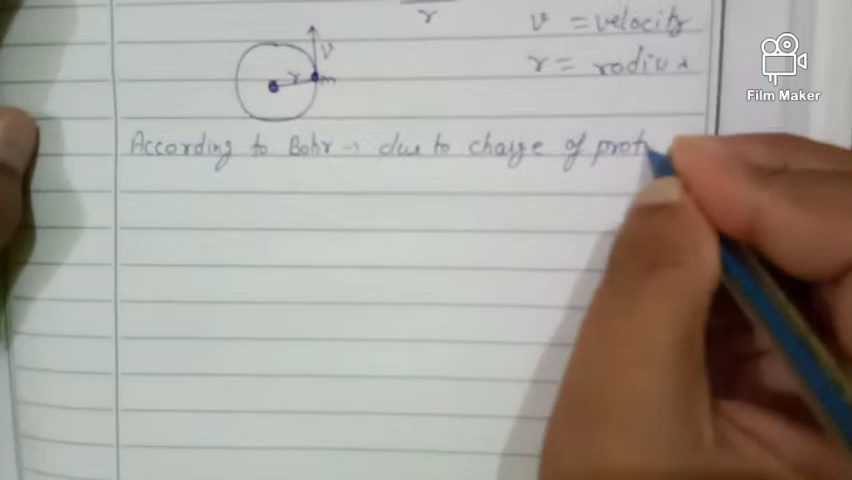 r
v = velocity
v
r
m
r = radius
According to Bohr → due to charge of prot
Film Maker